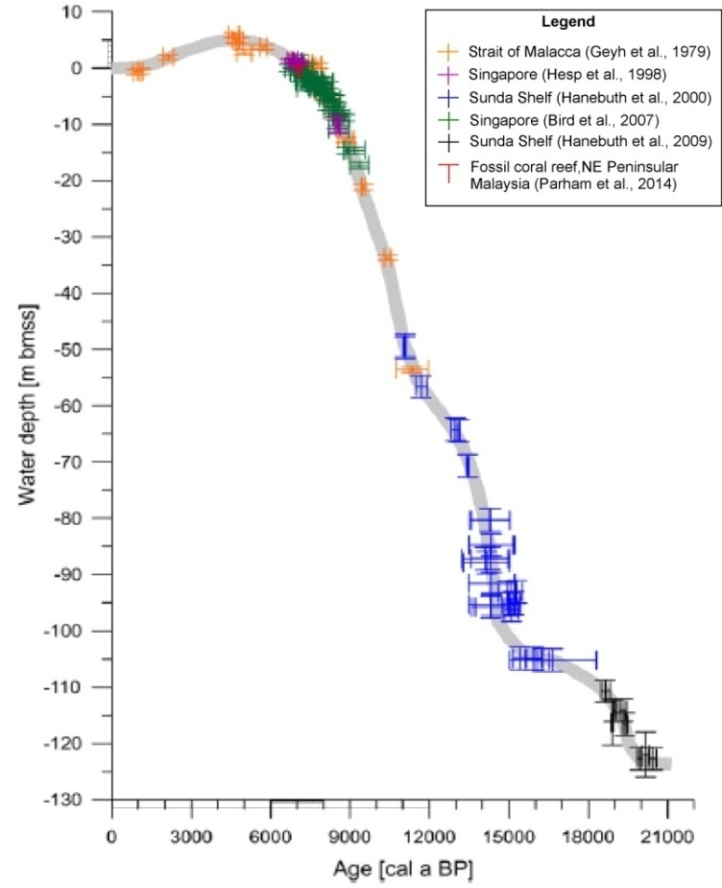 10
0
-10
-20
-30
-40
-50
-60
-70
-80
-90
-100
-110
-120
-130
Water depth [m bmss]
Legend
Strait of Malacca (Geyh et al., 1979)
Singapore (Hesp et al., 1998)
Sunda Shelf (Hanebuth et al., 2000)
Singapore (Bird et al., 2007)
Sunda Shelf (Hanebuth et al., 2009)
Fossil coral reef,NE Peninsular
Malaysia (Parham et al., 2014)
0 3000 6000 9000 12000 15000 18000 21000
Age [cal a BP]